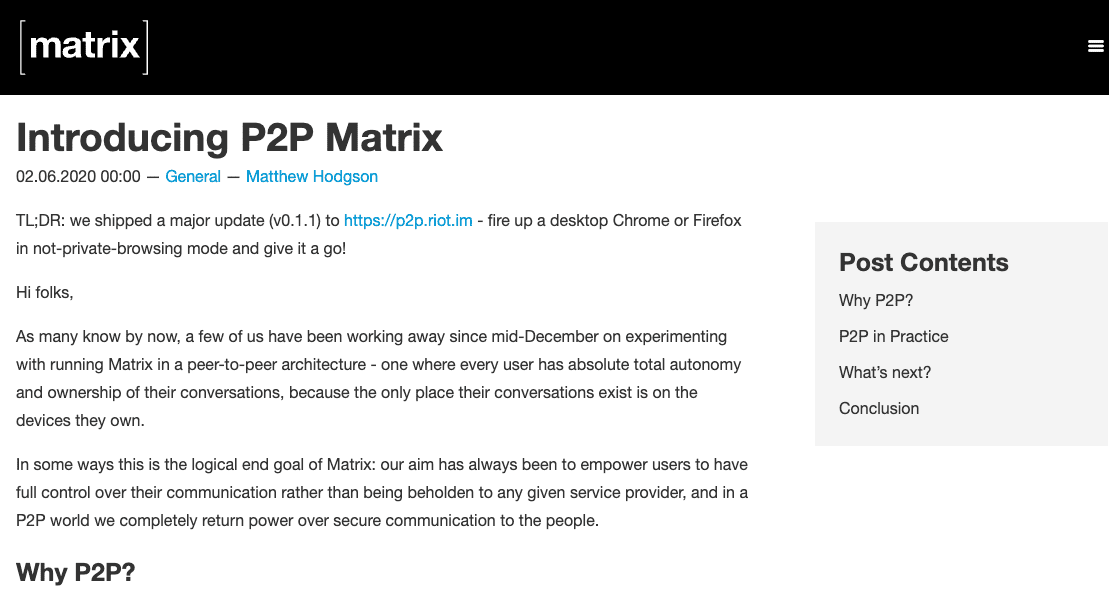 [matrix]
Introducing P2P Matrix
02.06.2020 00:00 — General — Matthew Hodgson
TL;DR: we shipped a major update (v0.1.1) to https://p2p.riot.im - fire up a desktop Chrome or Firefox
in not-private-browsing mode and give it a go!
Hi folks,
As many know by now, a few of us have been working away since mid-December on experimenting
with running Matrix in a peer-to-peer architecture - one where every user has absolute total autonomy
and ownership of their conversations, because the only place their conversations exist is on the
devices they own.
In some ways this is the logical end goal of Matrix: our aim has always been to empower users to have
full control over their communication rather than being beholden to any given service provider, and in a
P2P world we completely return power over secure communication to the people.
Why P2P?
Post Contents
Why P2P?
P2P in Practice
What’s next?
Conclusion